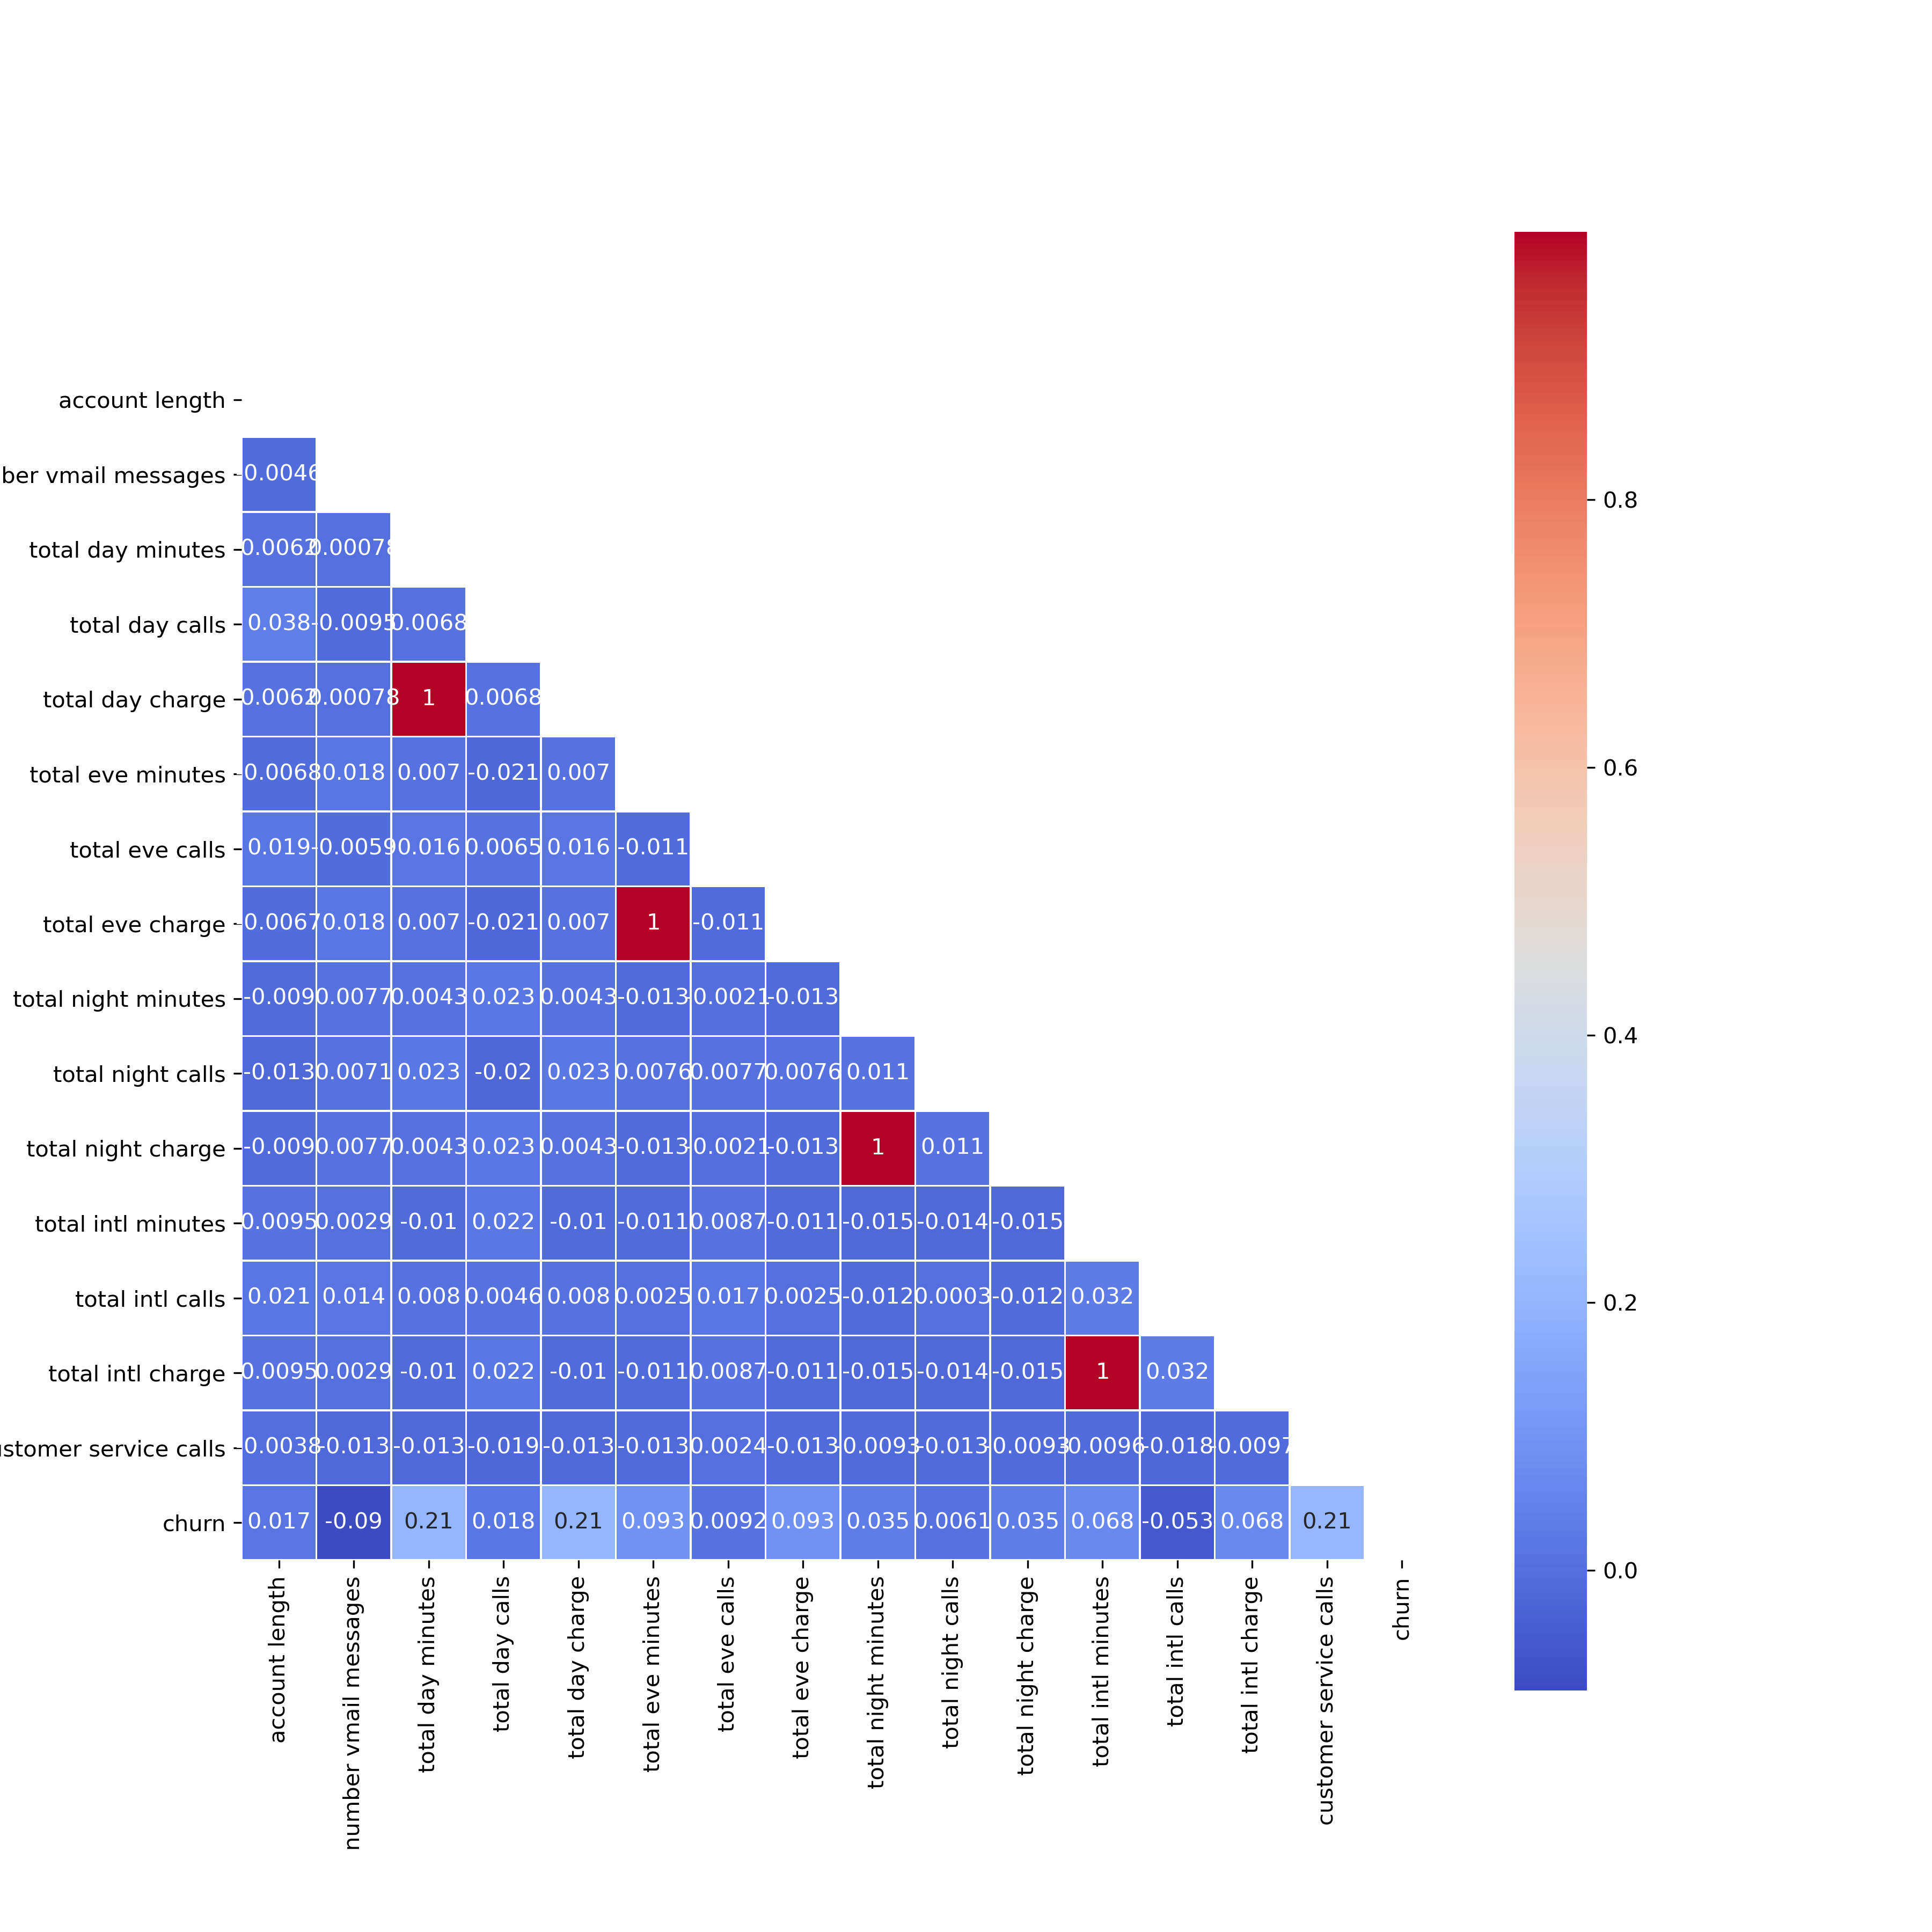 account length
ber vmail messages -0.0046
total day minutes 0.0062 0.00078
total day calls 0.038 -0.0095 0.0068
total day charge 0.0062 0.00078 1 0.0068
total eve minutes -0.0068 0.018 0.007 -0.021 0.007
total eve calls 0.019 -0.0059 0.016 0.0065 0.016 -0.011
total eve charge -0.0067 0.018 0.007 -0.021 0.007 1 -0.011
total night minutes -0.009 0.0077 0.0043 0.023 0.0043 -0.013 -0.0021 -0.013
total night calls -0.013 0.0071 0.023 -0.02 0.023 0.0076 0.0077 0.0076 0.011
total night charge -0.009 0.0077 0.0043 0.023 0.0043 -0.013 -0.0021 -0.013 1 0.011
total intl minutes 0.0095 0.0029 -0.01 0.022 -0.01 -0.011 0.0087 -0.011 -0.015 -0.014 -0.015
total intl calls 0.021 0.014 0.008 0.0046 0.008 0.0025 0.017 0.0025 -0.012 0.0003 -0.012 0.032
total intl charge 0.0095 0.0029 -0.01 0.022 -0.01 -0.011 0.0087 -0.011 -0.015 -0.014 -0.015 1 0.032
ustomer service calls -0.0038 -0.013 -0.013 -0.019 -0.013 -0.013 0.0024 -0.013 -0.0093 -0.013 -0.0093 -0.0096 -0.018 -0.0097
churn 0.017 -0.09 0.21 0.018 0.21 0.093 0.0092 0.093 0.035 0.0061 0.035 0.068 -0.053 0.068 0.21
account length
number vmail messages
total day minutes
total day calls
total day charge
total eve minutes
total eve calls
total eve charge
total night minutes
total night calls
total night charge
total intl minutes
total intl calls
total intl charge
customer service calls
churn
0.8
0.6
0.4
0.2
0.0